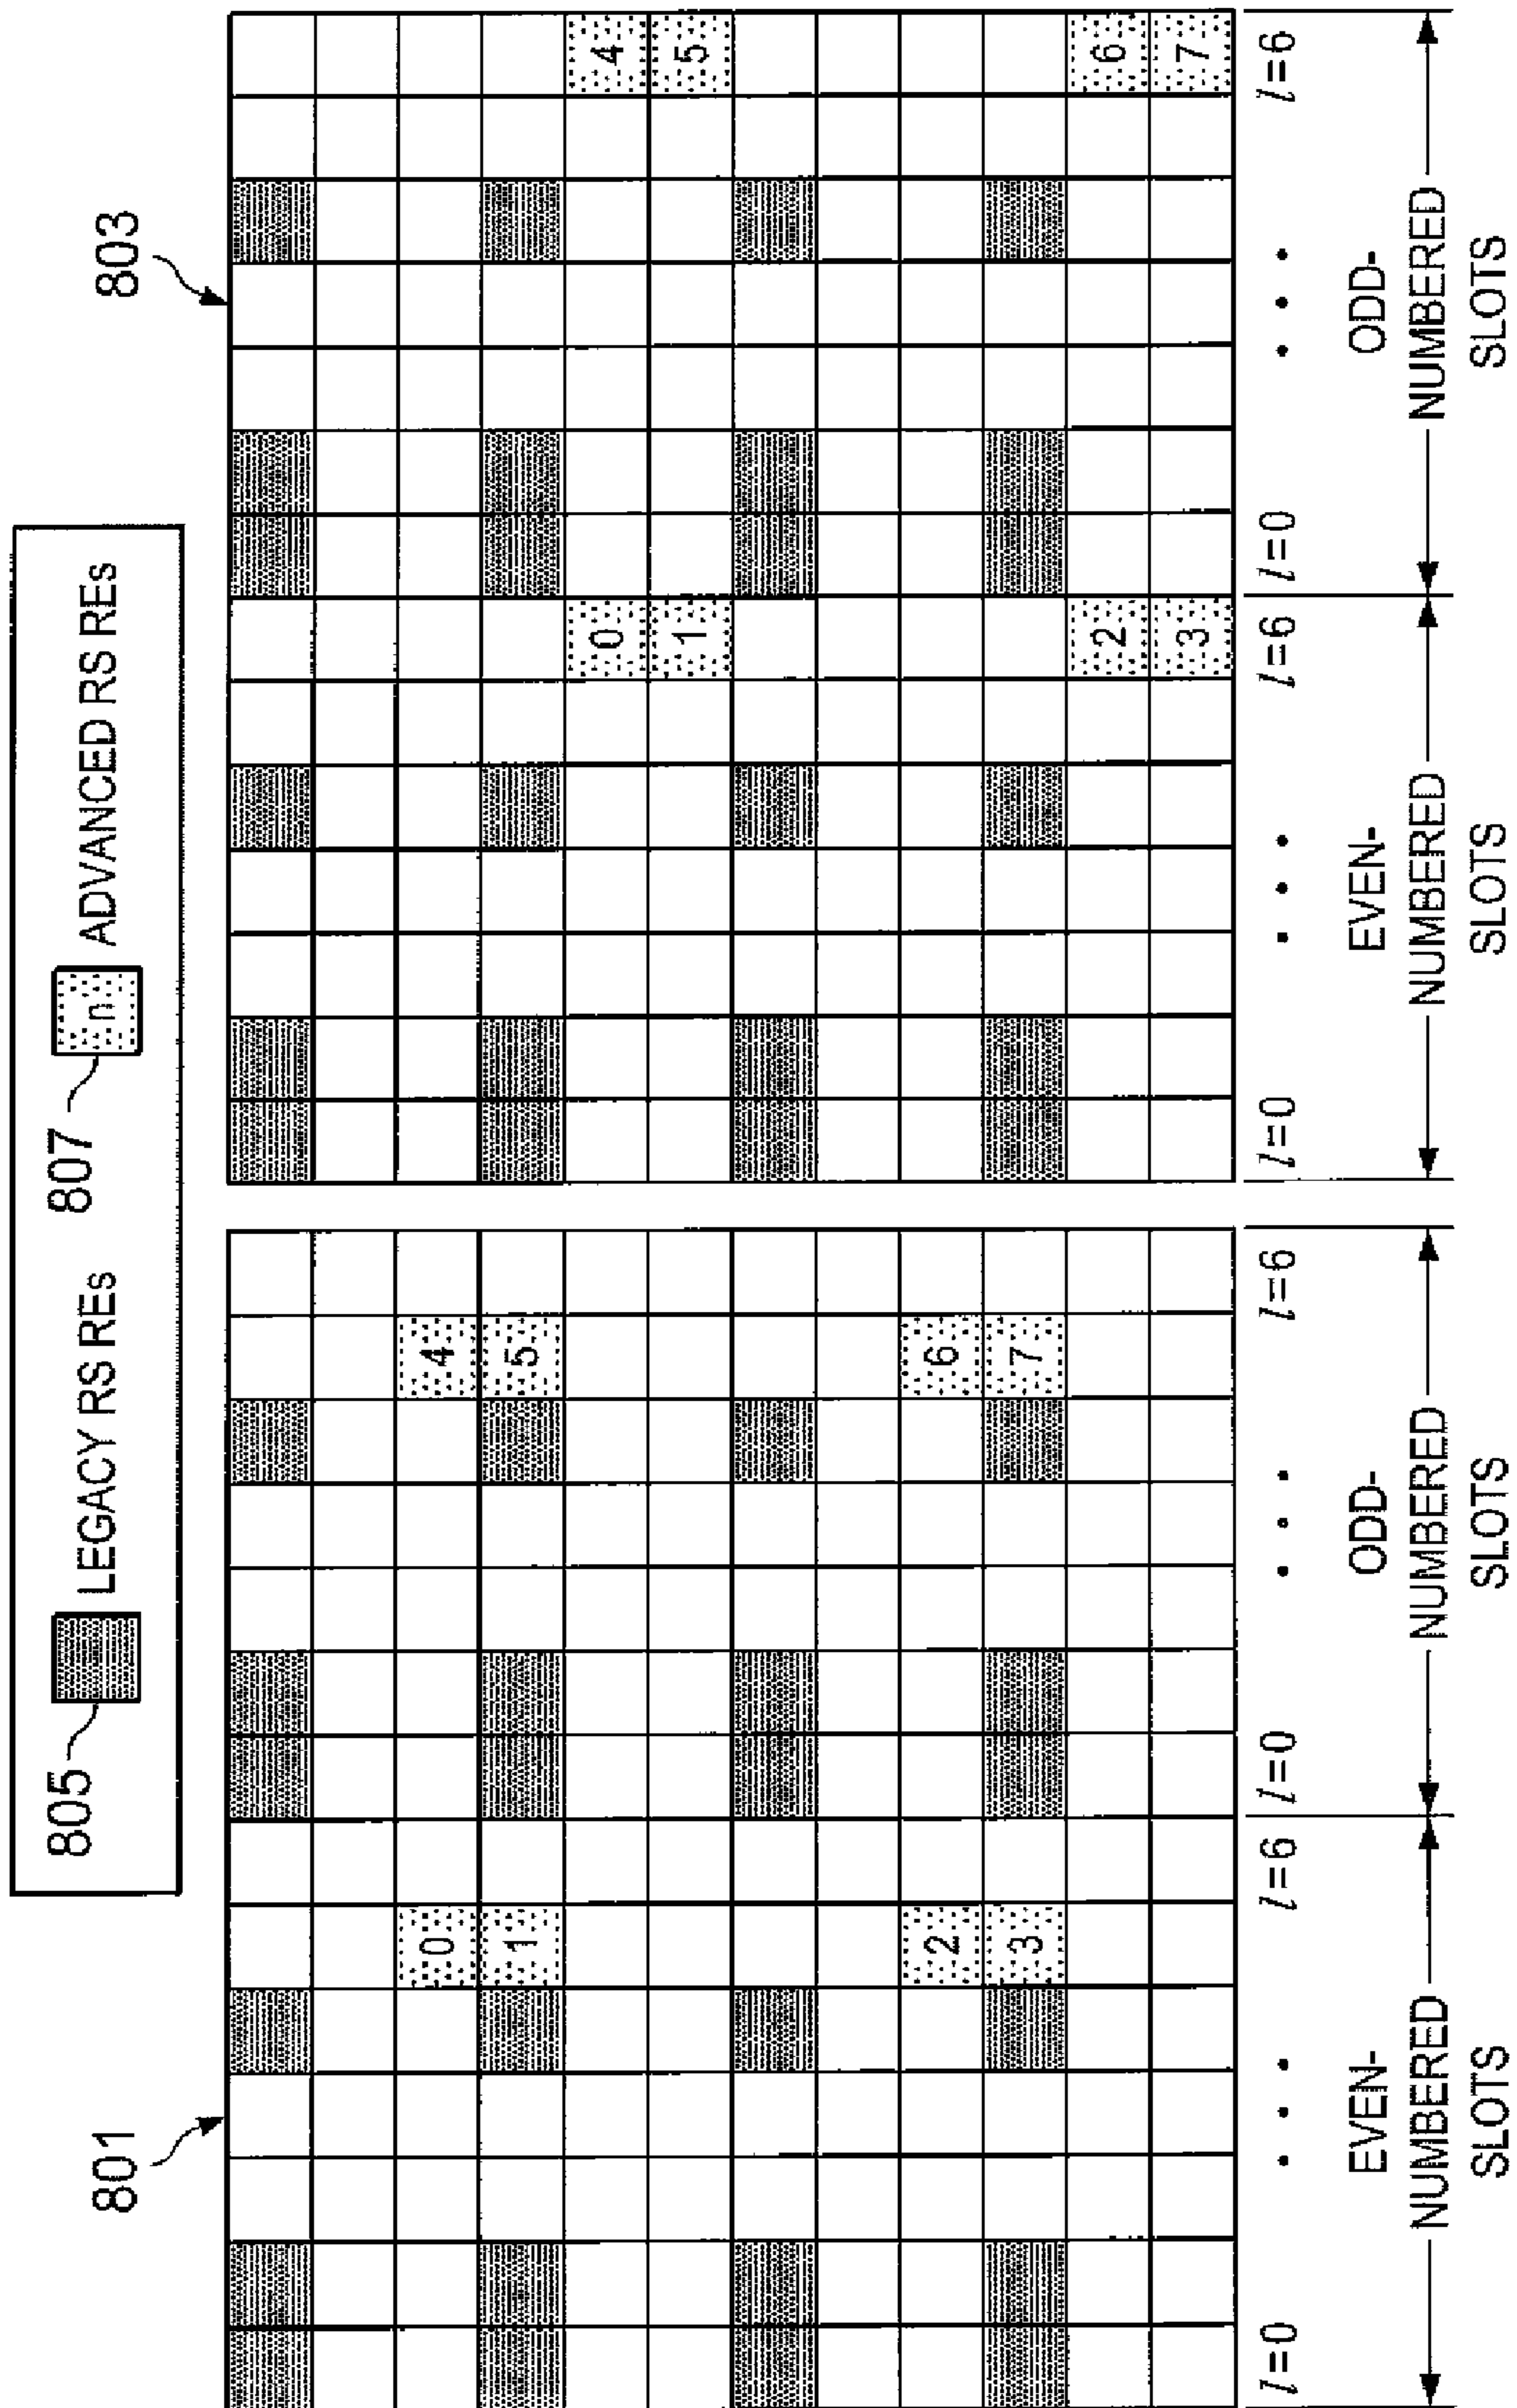 805 LEGACY RS REs 807 n ADVANCED RS REs
801
803
0 4 0 4
1 5 1 5
2 6 2 6
3 7 3 7
l=0 • • • l=6 l=0 • • • l=6 l=0 • • • l=6 l=0 • • • l=6
EVEN- ODD- EVEN- ODD-
NUMBERED NUMBERED NUMBERED NUMBERED
SLOTS SLOTS SLOTS SLOTS